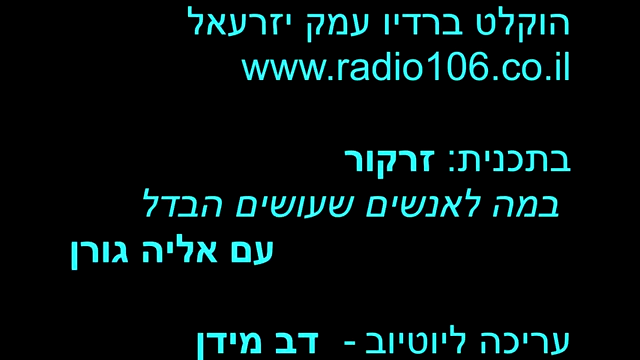 הוקלט ברדיו עמק יזרעאל
www.radio106.co.il
בתכנית: זרקור
במה לאנשים שעושים הבדל
עם אליה גורן
עריכה ליוטיוב - דב מידן